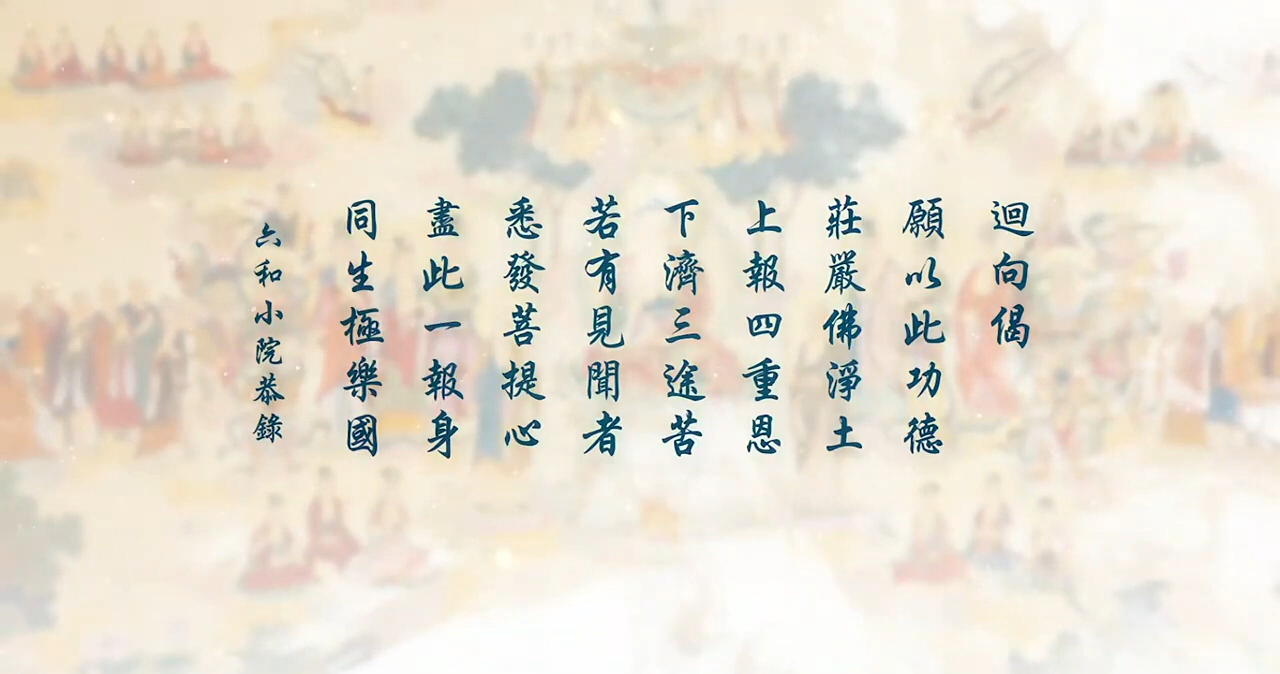 迴向偈
願以此功德
莊嚴佛淨土
上報四重恩
下濟三途苦
若有見聞者
悉發菩提心
盡此一報身
同生極樂國
六和小院恭錄